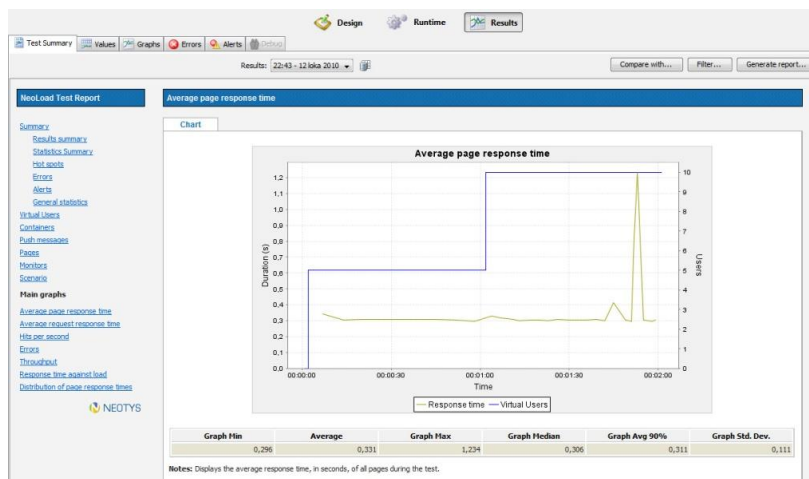 Design Runtime Results
Test Summary Values Graphs Errors Alerts Debug
Results: 22:43 - 12 loka 2010 Compare with... Filter... Generate report...
NeoLoad Test Report
Average page response time
Summary
Results summary
Statistics Summary
Hot spots
Errors
Alerts
General statistics
Virtual Users
Containers
Push messages
Pages
Monitors
Scenario
Main graphs
Average page response time
Average request response time
Hits per second
Errors
Throughput
Response time against load
Distribution of page response times
NEOTYS
Chart
Average page response time
Duration (s)
1,2
1,1
1,0
0,9
0,8
0,7
0,6
0,5
0,4
0,3
0,2
0,1
0,0
10
9
8
7
6
5
4
3
2
1
0
Users
00:00:00 00:00:30 00:01:00 00:01:30 00:02:00
Time
Response time Virtual Users
Graph Min Average Graph Max Graph Median Graph Avg 90% Graph Std. Dev.
0,296 0,331 1,234 0,306 0,311 0,111
Notes: Displays the average response time, in seconds, of all pages during the test.